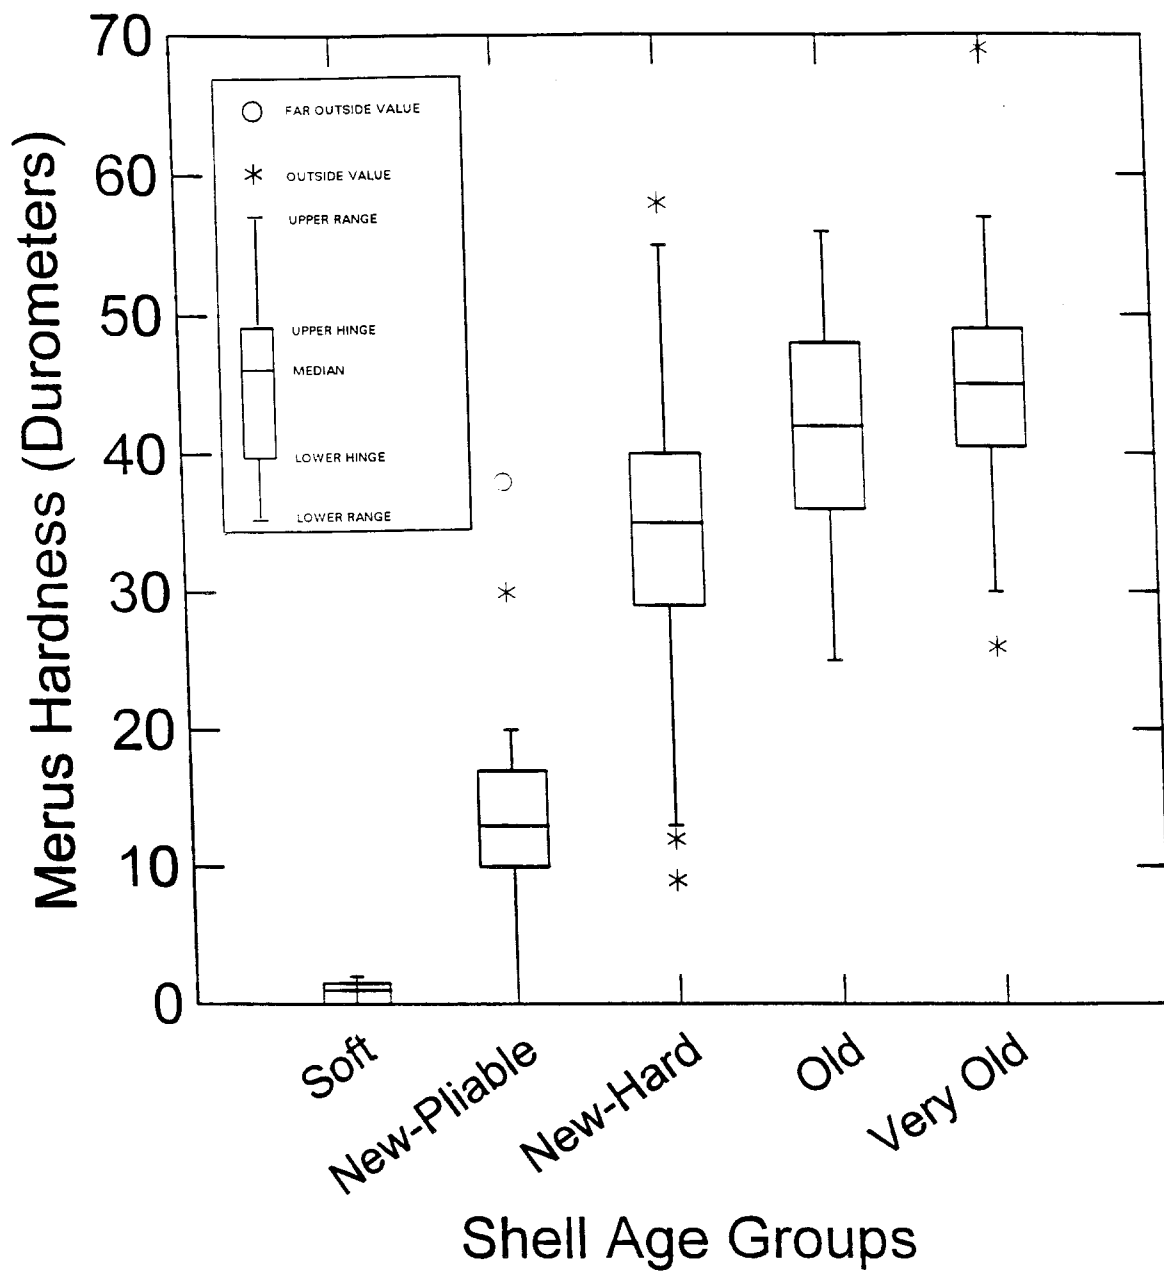 70
60
50
40
30
20
10
0
Merus Hardness (Durometers)
FAR OUTSIDE VALUE
OUTSIDE VALUE
UPPER RANGE
UPPER HINGE
MEDIAN
LOWER HINGE
LOWER RANGE
Soft
New-Pliable
New-Hard
Old
Very Old
Shell Age Groups